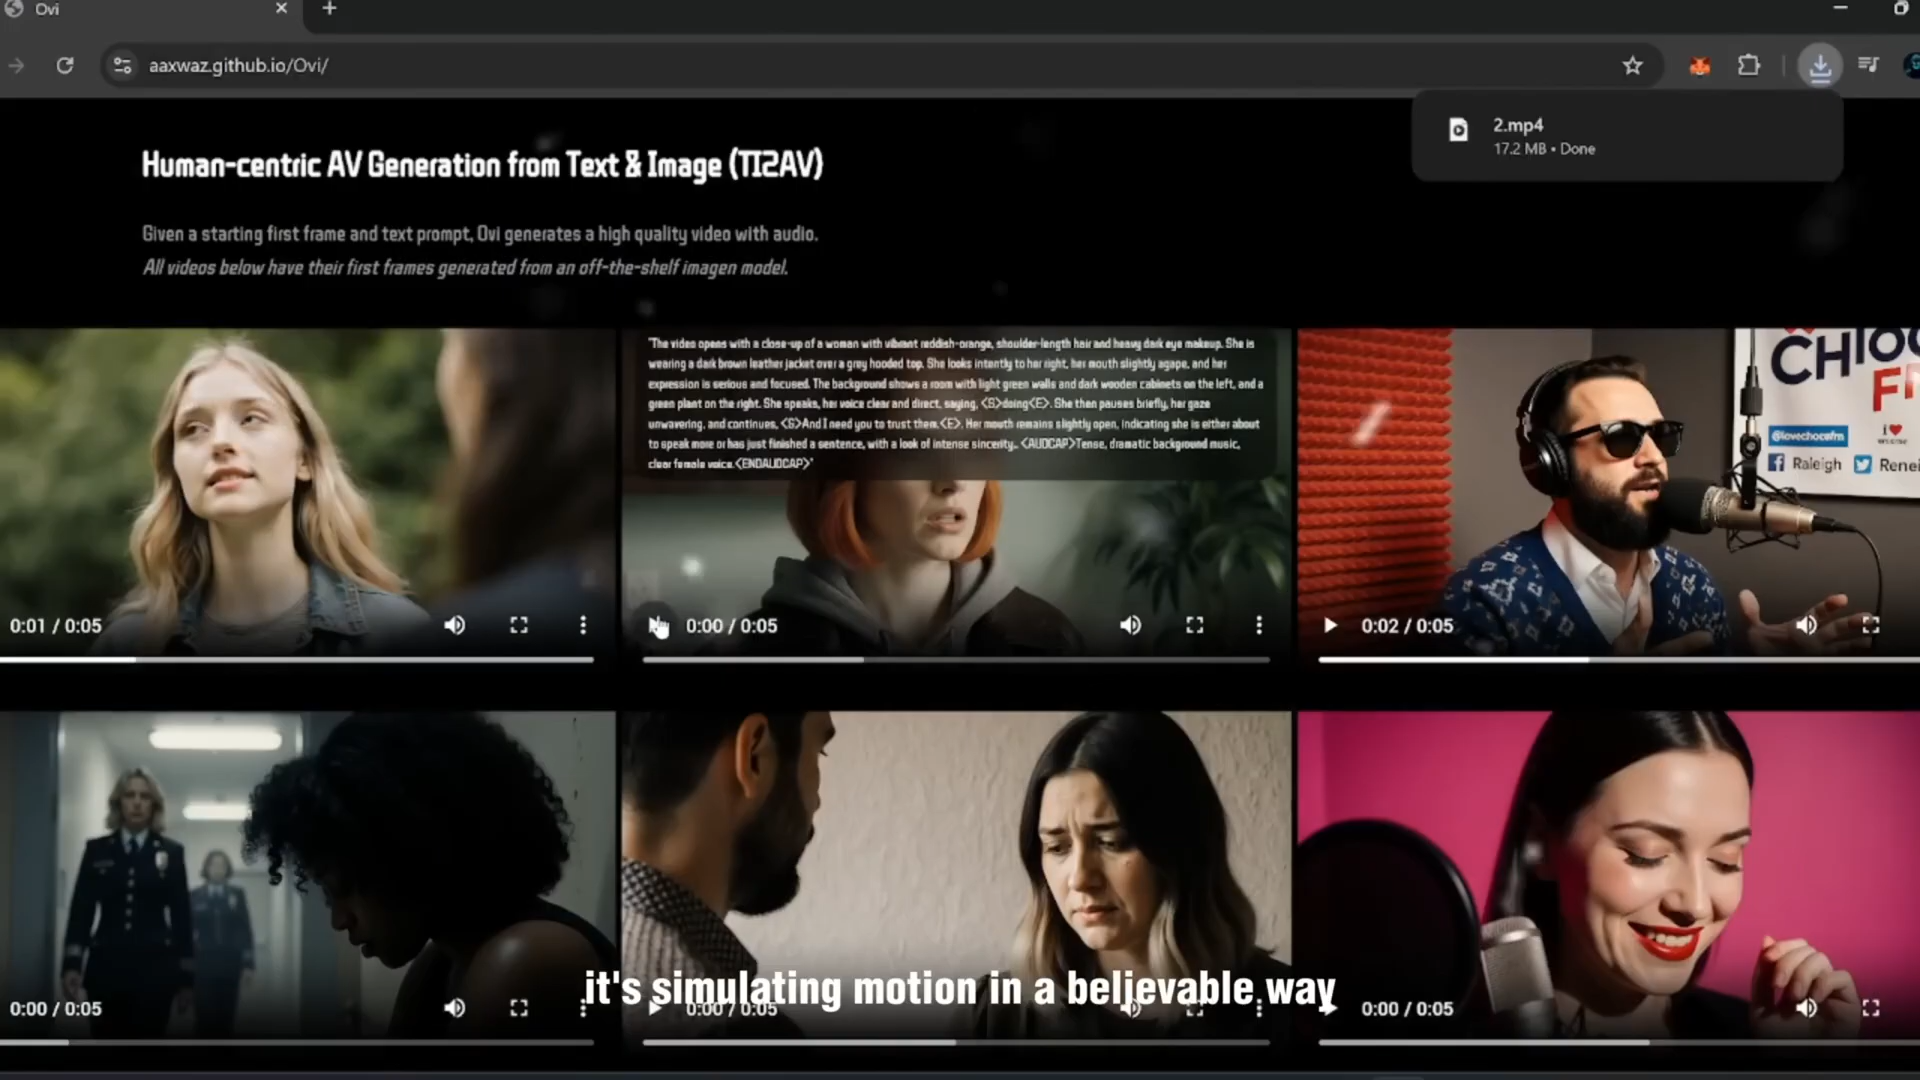 Ovi
aaxwaz.github.io/Ovi/
2.mp4
17.2 MB • Done
Human-centric AV Generation from Text & Image (TI2AV)
Given a starting first frame and text prompt, Ovi generates a high quality video with audio.
All videos below have their first frames generated from an off-the-shelf imagen model.
"The video opens with a close-up of a woman with vibrant reddish-orange, shoulder-length hair and heavy dark eye makeup. She is
wearing a dark brown leather jacket over a grey hooded top. She looks intently to her right, her mouth slightly agape, and her
expression is serious and focused. The background shows a room with light green walls and dark wooden cabinets on the left, and a
green plant on the right. She speaks, her voice clear and direct, saying, <S>doing<E>. She then pauses briefly, her gaze
unwavering, and continues, <S>And I need you to trust them.<E>. Her mouth remains slightly open, indicating she is either about
to speak more or has just finished a sentence, with a look of intense sincerity.. <AUDCAP>Tense, dramatic background music,
clear female voice.<ENDAUDCAP>"
CHIO
F
@lovechocsfm
I ♥
Raleigh
Renei
0:01 / 0:05
0:00 / 0:05
0:02 / 0:05
it's simulating motion in a believable way
0:00 / 0:05
0:00 / 0:05
0:00 / 0:05